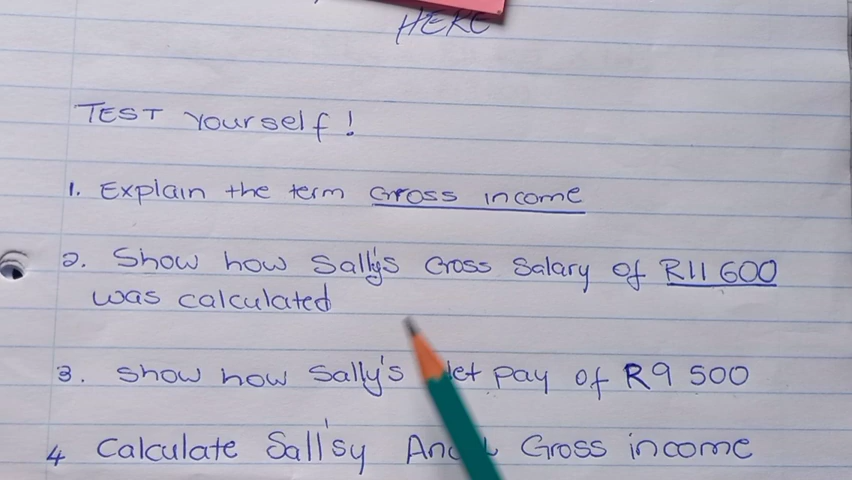 HERE
TEST Yourself!
1. Explain the term Gross income
2. Show how Sally's Gross Salary of R11 600
was calculated
3. Show how Sally's pay of R9 500
4 Calculate Sall'sy Gross income